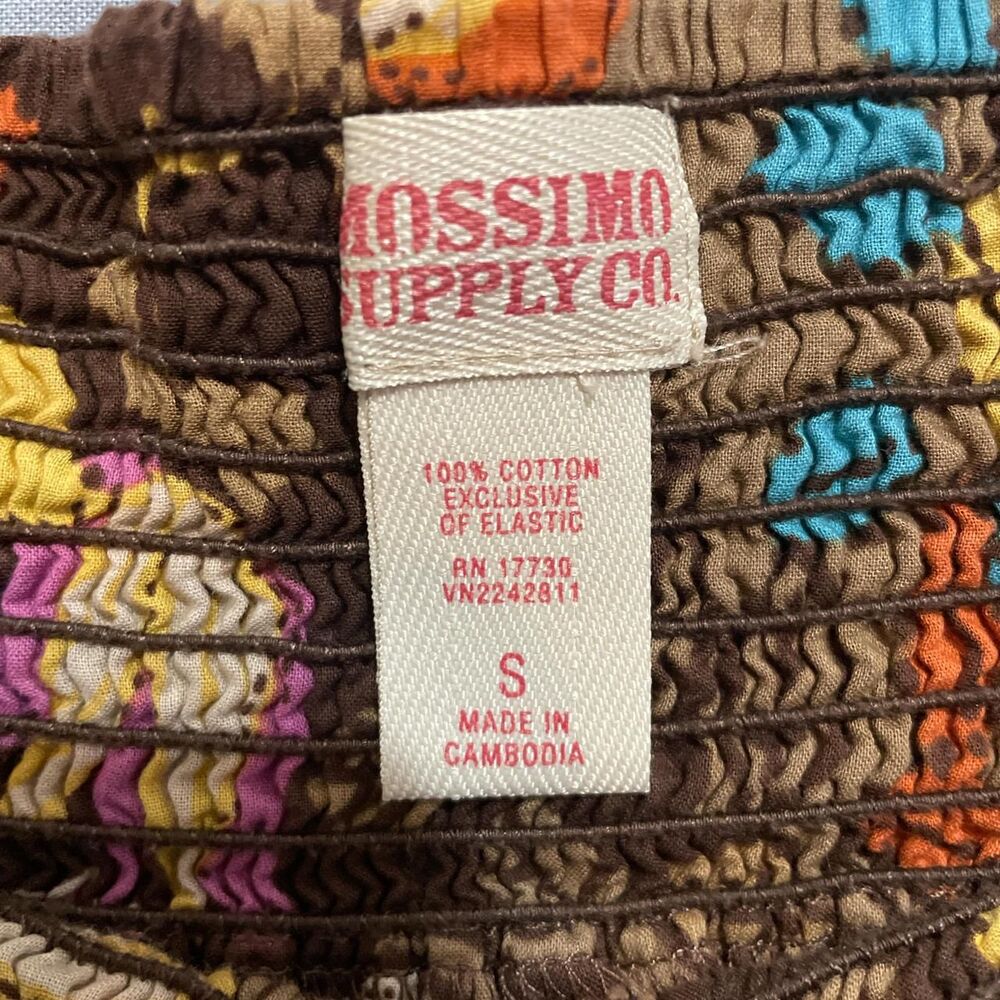 MOSSIMO
SUPPLY CO.
100% COTTON
EXCLUSIVE
OF ELASTIC
RN 17730
VN2242811
S
MADE IN
CAMBODIA